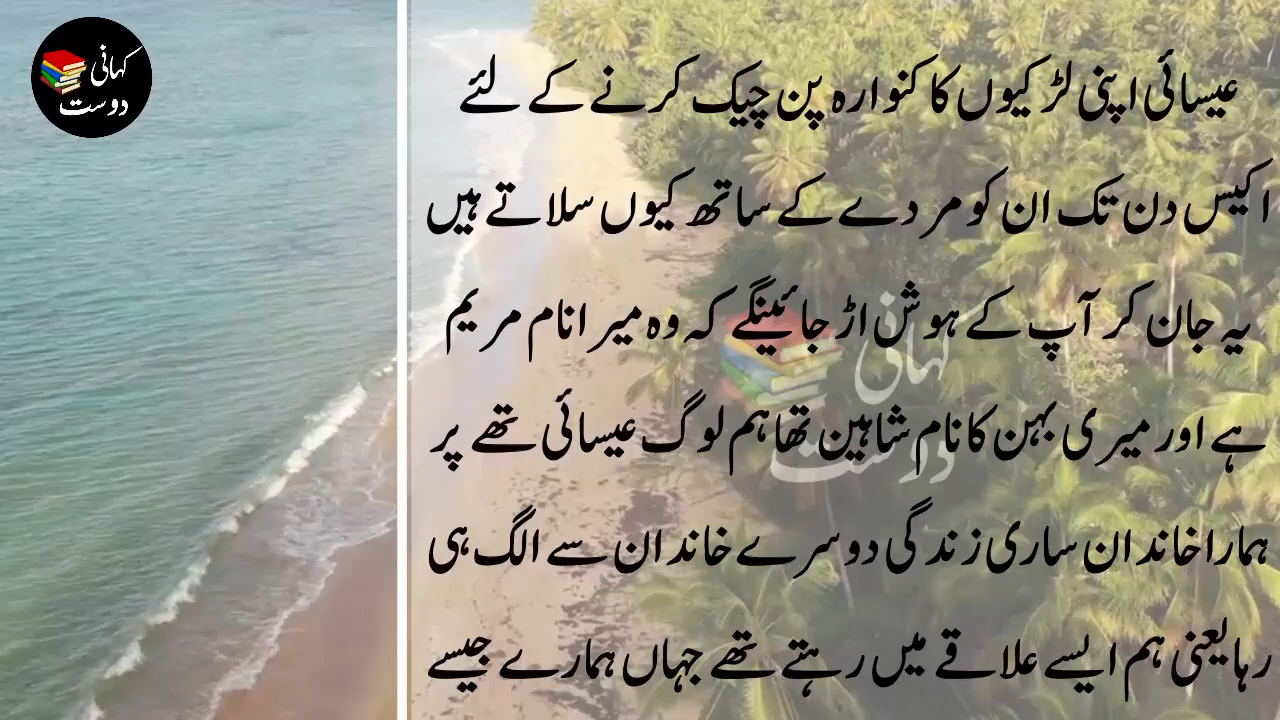 کہانی
دوست
عیسائی اپنی لڑکیوں کا کنوارہ پن چیک کرنے کے لئے
اکیس دن تک ان کو مردے کے ساتھ کیوں سلاتے ہیں
یہ جان کر آپ کے ہوش اڑ جائینگے کہ وہ میرا نام مریم
ہے اور میری بہن کا نام شاہین تھا ہم لوگ عیسائی تھے پر
ہمارا خاندان ساری زندگی دوسرے خاندان سے الگ ہی
رہا یعنی ہم ایسے علاقے میں رہتے تھے جہاں ہمارے جیسے
کہانی
دوست